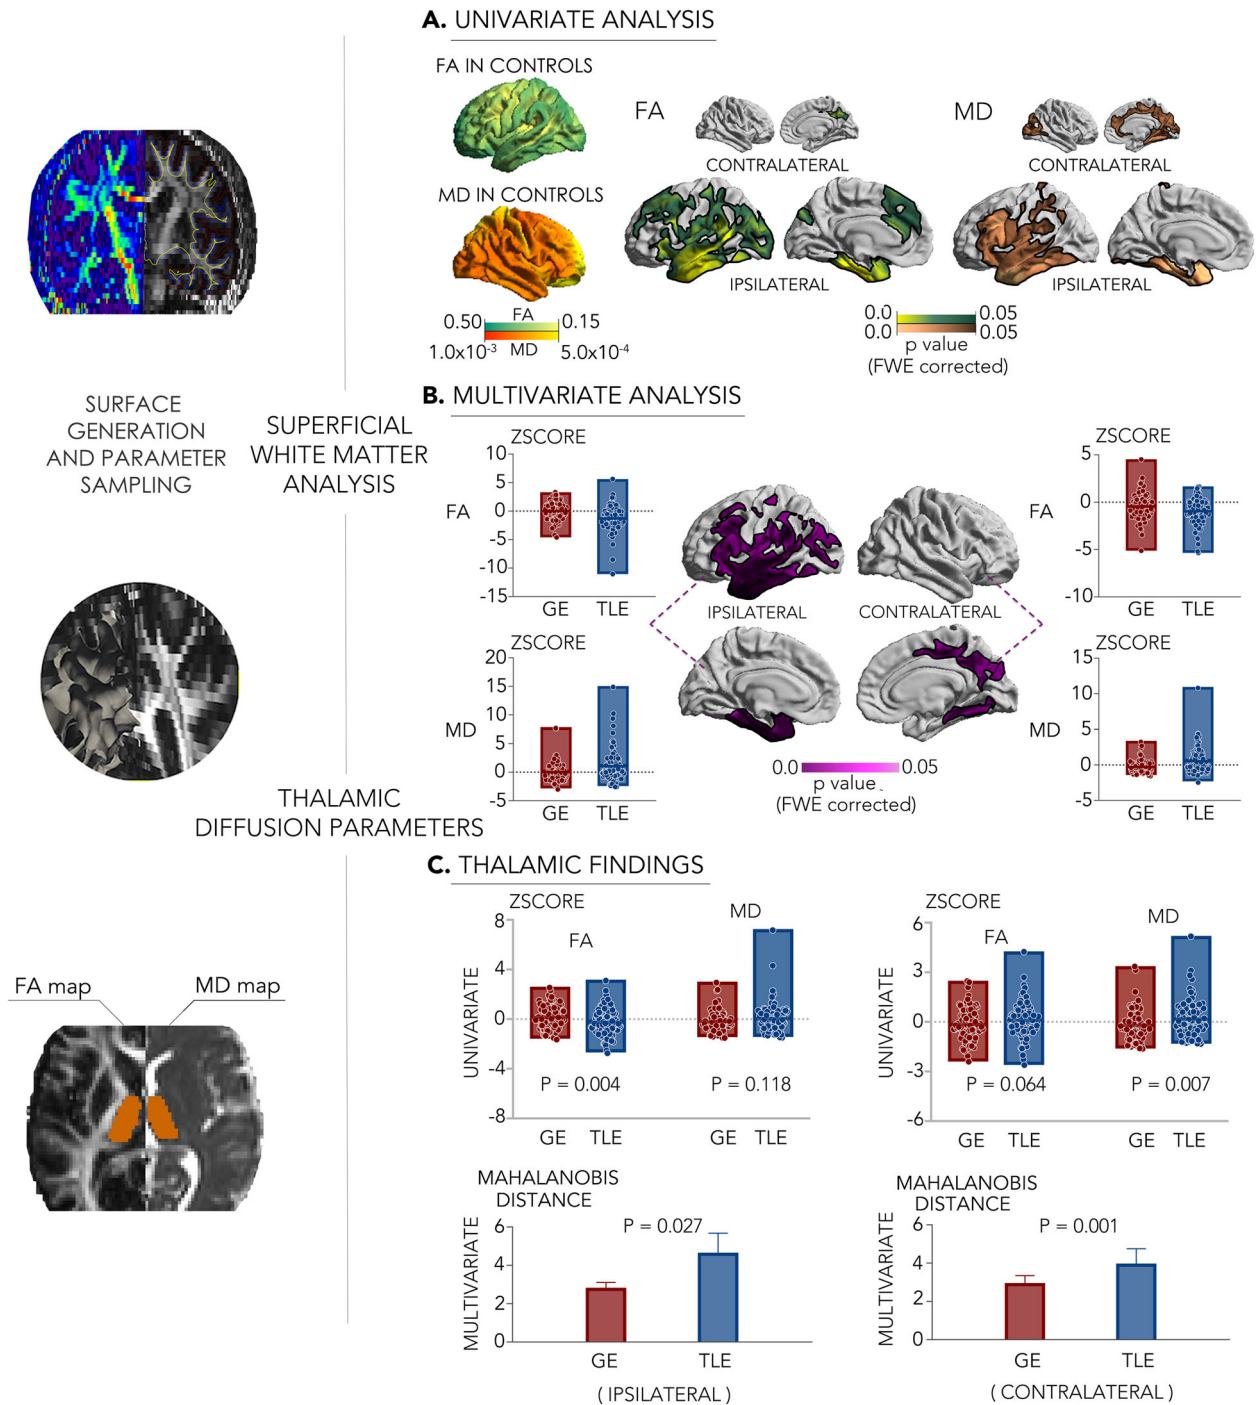 A. UNIVARIATE ANALYSIS
FA IN CONTROLS
MD IN CONTROLS
0.50 FA 0.15
1.0x10-3 MD 5.0x10-4
FA
CONTRALATERAL
IPSILATERAL
MD
CONTRALATERAL
IPSILATERAL
0.0 0.05
0.0 0.05
p value
(FWE corrected)
SURFACE
GENERATION
AND PARAMETER
SAMPLING
SUPERFICIAL
WHITE MATTER
ANALYSIS
B. MULTIVARIATE ANALYSIS
ZSCORE
10
5
FA 0
-5
-10
-15
GE TLE
ZSCORE
20
15
10
MD
5
0
-5
GE TLE
IPSILATERAL
CONTRALATERAL
0.0 0.05
p value
(FWE corrected)
ZSCORE
5
FA 0
-5
-10
GE TLE
ZSCORE
15
10
MD 5
0
-5
GE TLE
THALAMIC
DIFFUSION PARAMETERS
FA map MD map
C. THALAMIC FINDINGS
ZSCORE
UNIVARIATE
8
4
0
-4
-8
FA
MD
P = 0.004
P = 0.118
GE TLE
GE TLE
ZSCORE
UNIVARIATE
6
3
0
-3
-6
FA
MD
P = 0.064
P = 0.007
GE TLE
GE TLE
MAHALANOBIS
DISTANCE
P = 0.027
MULTIVARIATE
6
4
2
0
GE TLE
( IPSILATERAL )
MAHALANOBIS
DISTANCE
P = 0.001
MULTIVARIATE
6
4
2
0
GE TLE
( CONTRALATERAL )